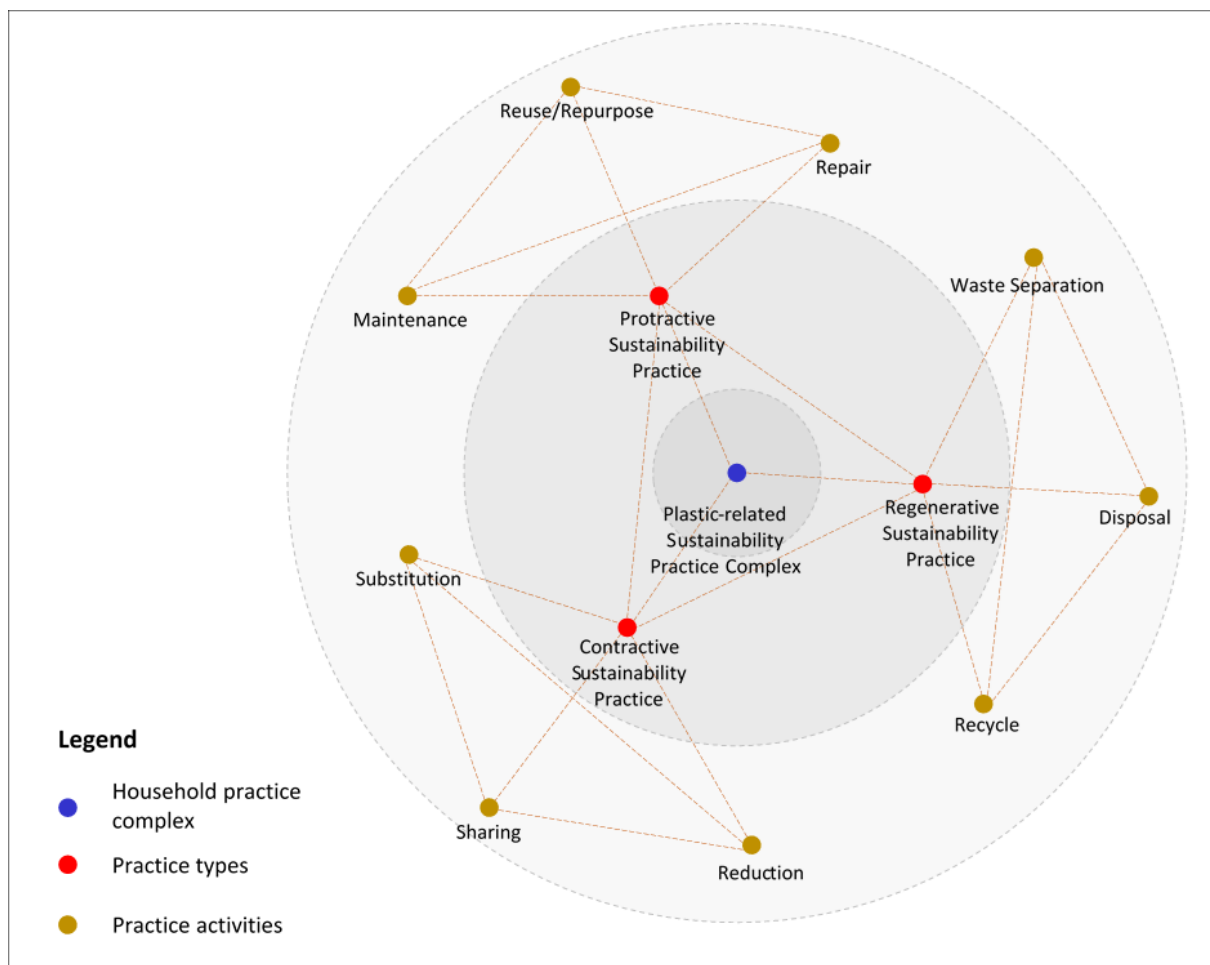 Reuse/Repurpose
Repair
Waste Separation
Maintenance
Protractive
Sustainability
Practice
Plastic-related
Sustainability
Practice Complex
Regenerative
Sustainability
Practice
Disposal
Substitution
Contractive
Sustainability
Practice
Recycle
Sharing
Reduction
Legend
Household practice
complex
Practice types
Practice activities